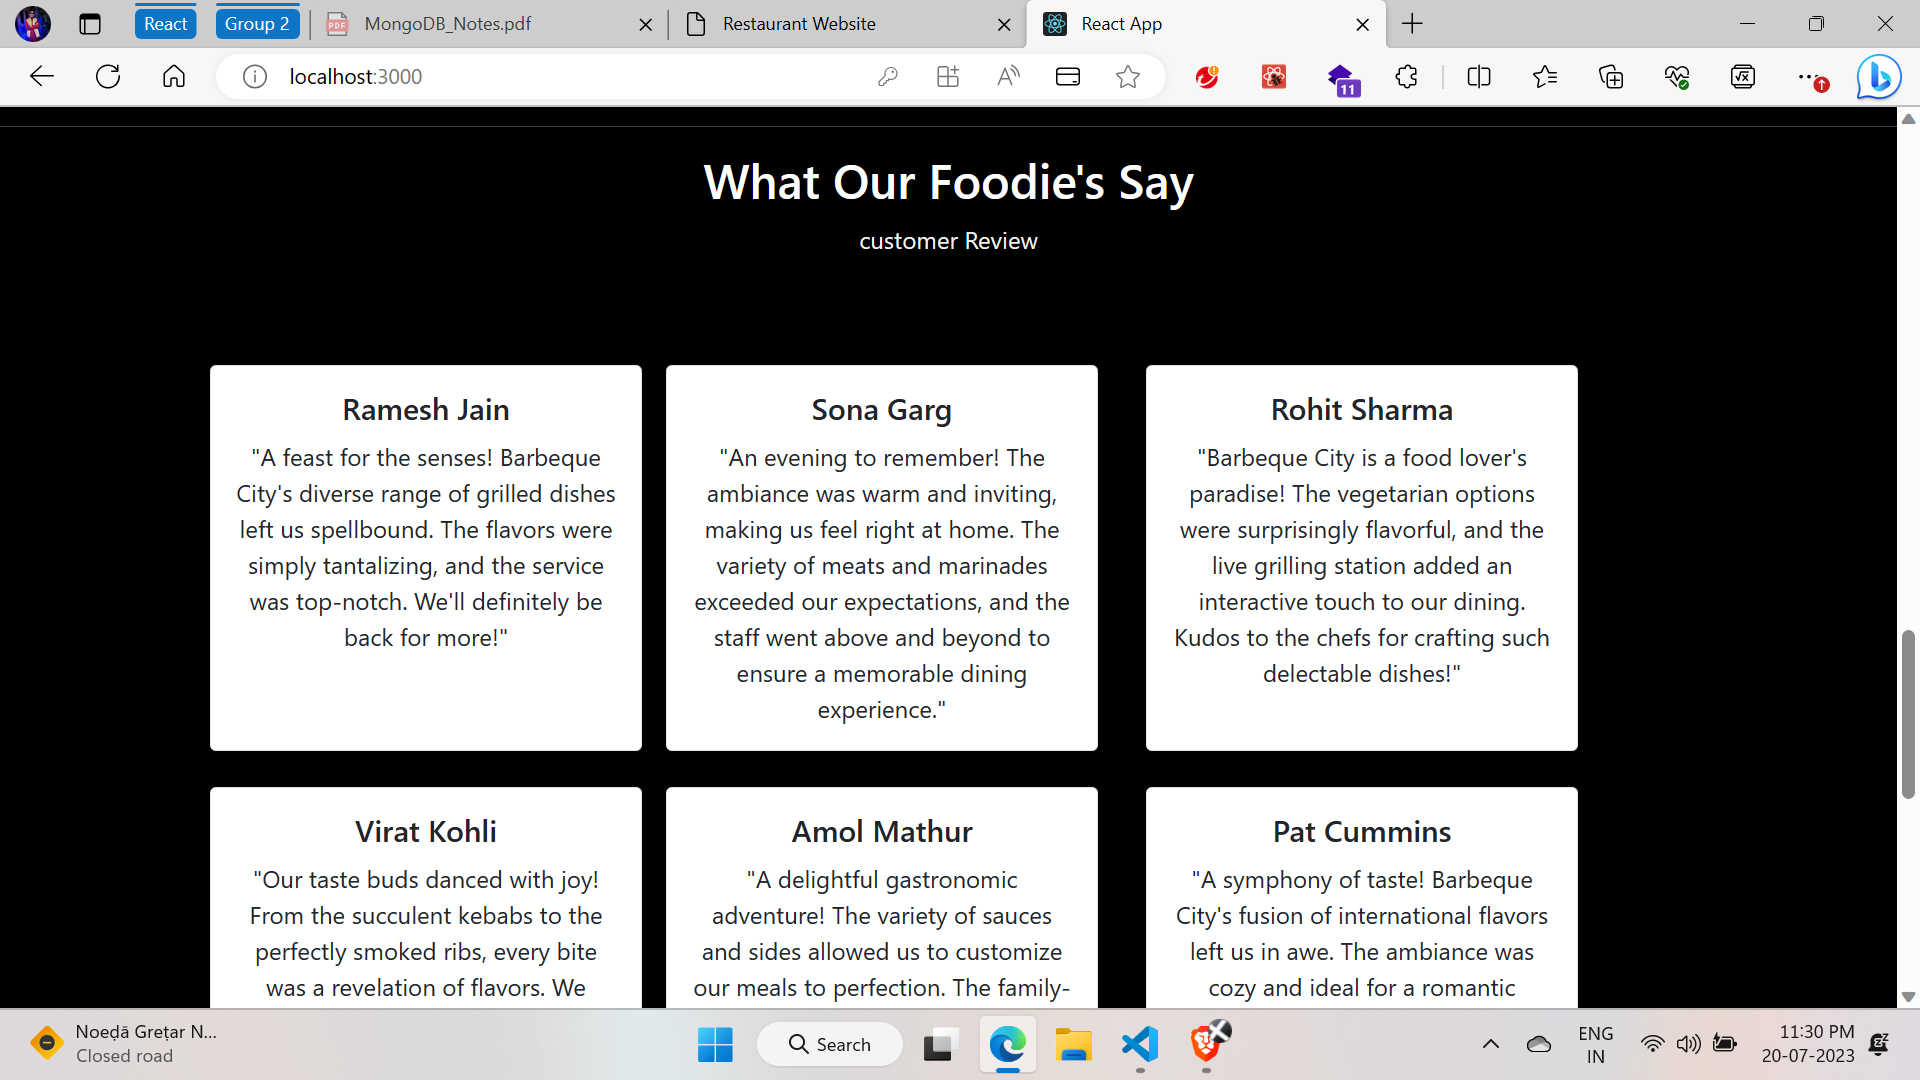 React
Group 2
PDF
MongoDB_Notes.pdf
Restaurant Website
React App
localhost:3000
11
What Our Foodie's Say
customer Review
Ramesh Jain
"A feast for the senses! Barbeque
City's diverse range of grilled dishes
left us spellbound. The flavors were
simply tantalizing, and the service
was top-notch. We'll definitely be
back for more!"
Sona Garg
"An evening to remember! The
ambiance was warm and inviting,
making us feel right at home. The
variety of meats and marinades
exceeded our expectations, and the
staff went above and beyond to
ensure a memorable dining
experience."
Rohit Sharma
"Barbeque City is a food lover's
paradise! The vegetarian options
were surprisingly flavorful, and the
live grilling station added an
interactive touch to our dining.
Kudos to the chefs for crafting such
delectable dishes!"
Virat Kohli
"Our taste buds danced with joy!
From the succulent kebabs to the
perfectly smoked ribs, every bite
was a revelation of flavors. We
Amol Mathur
"A delightful gastronomic
adventure! The variety of sauces
and sides allowed us to customize
our meals to perfection. The family-
Pat Cummins
"A symphony of taste! Barbeque
City's fusion of international flavors
left us in awe. The ambiance was
cozy and ideal for a romantic
Noeḍā Greṭar N...
Closed road
Search
ENG
IN
11:30 PM
20-07-2023